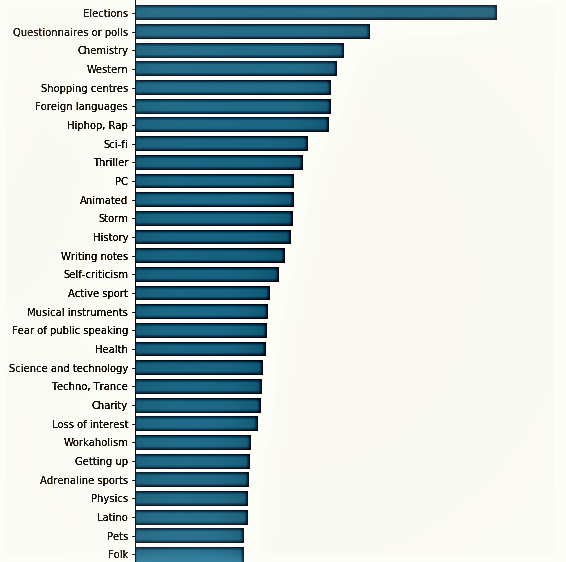 Elections
Questionnaires or polls
Chemistry
Western
Shopping centres
Foreign languages
Hiphop, Rap
Sci-fi
Thriller
PC
Animated
Storm
History
Writing notes
Self-criticism
Active sport
Musical instruments
Fear of public speaking
Health
Science and technology
Techno, Trance
Charity
Loss of interest
Workaholism
Getting up
Adrenaline sports
Physics
Latino
Pets
Folk